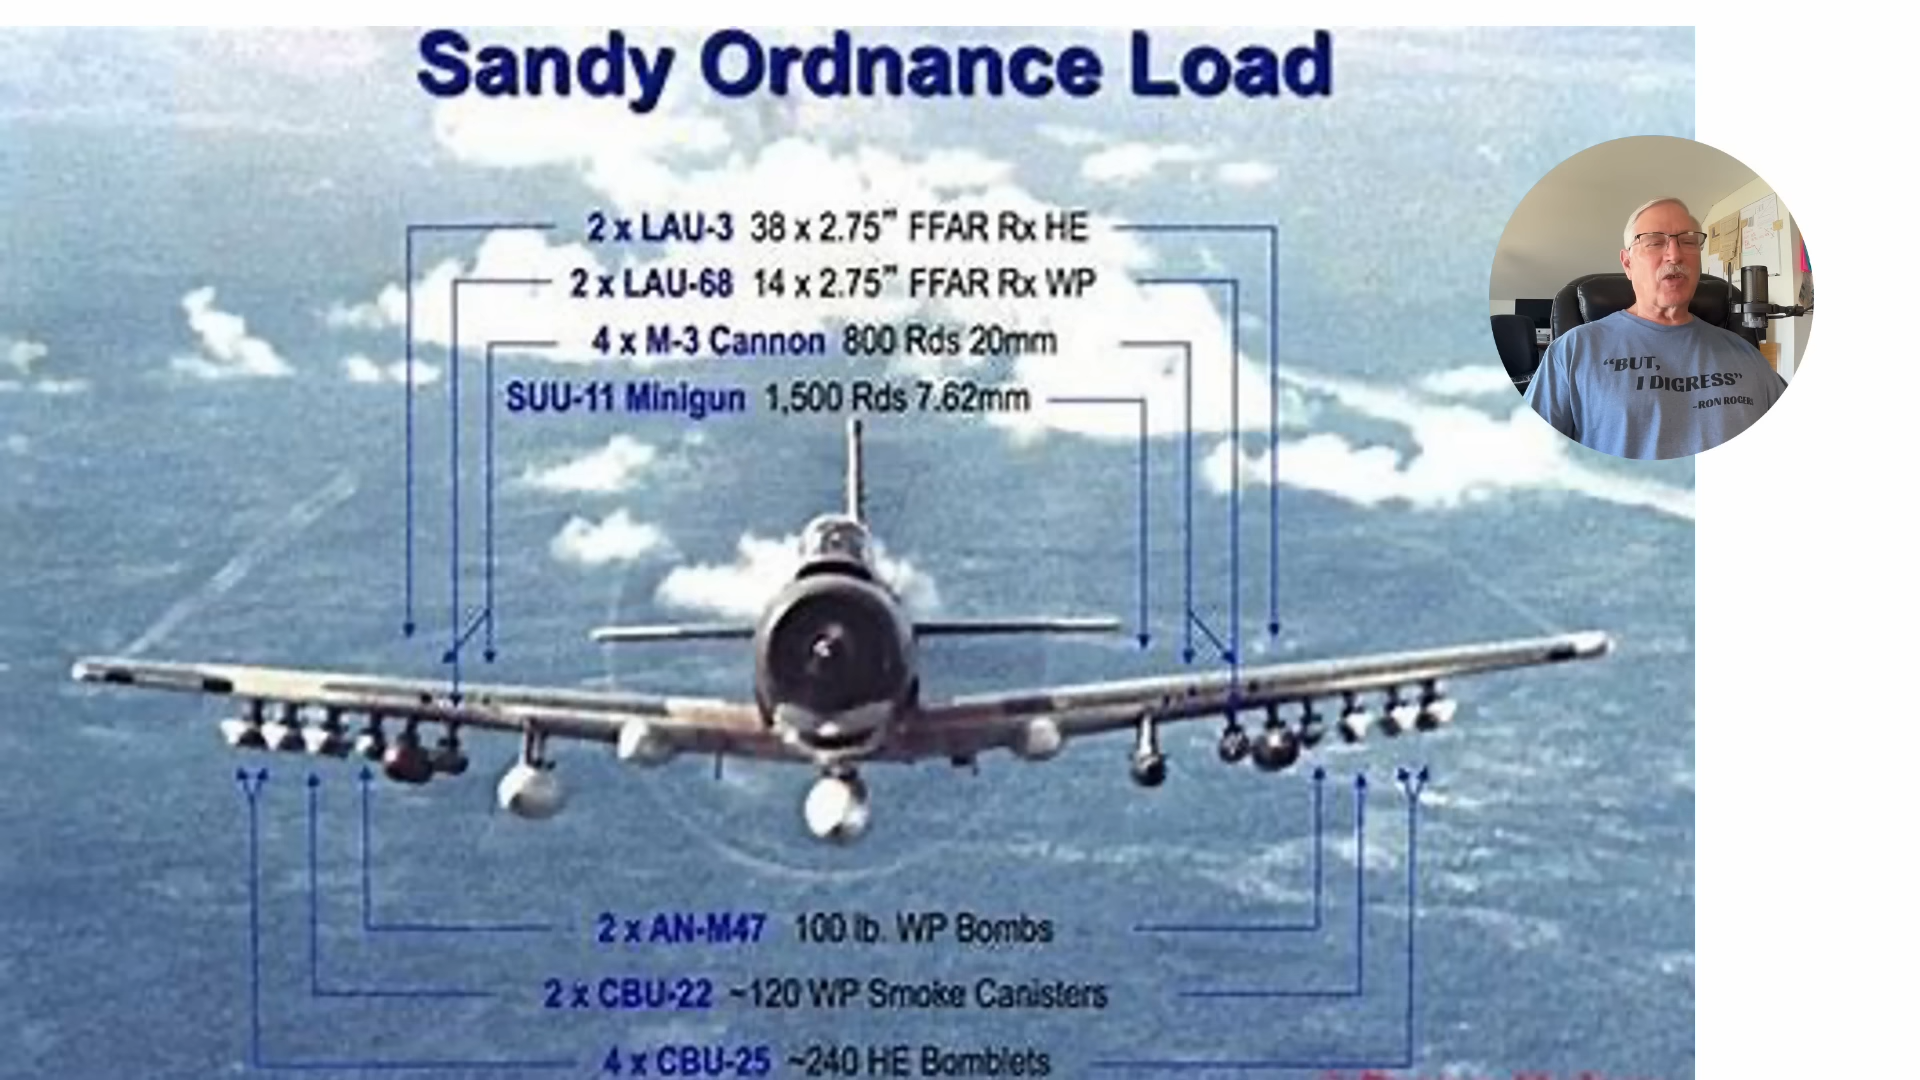 Sandy Ordnance Load
2 x LAU-3 38 x 2.75" FFAR Rx HE
2 x LAU-68 14 x 2.75" FFAR Rx WP
4 x M-3 Cannon 800 Rds 20mm
SUU-11 Minigun 1,500 Rds 7.62mm
"BUT,
I DIGRESS"
-RON ROGERS
2 x AN-M47 100 lb. WP Bombs
2 x CBU-22 ~120 WP Smoke Canisters
4 x CBU-25 ~240 HE Bomblets